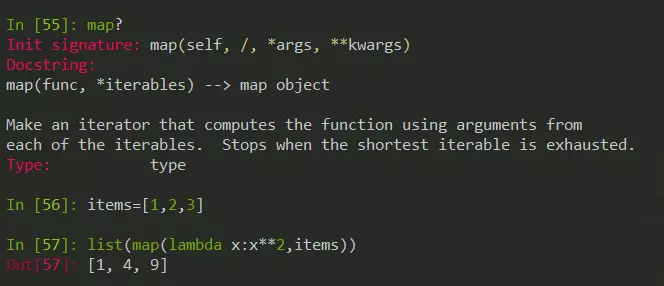 In [55]: map?
Init signature: map(self, /, *args, **kwargs)
Docstring:
map(func, *iterables) --> map object
Make an iterator that computes the function using arguments from
each of the iterables.  Stops when the shortest iterable is exhausted.
Type:           type
In [56]: items=[1,2,3]
In [57]: list(map(lambda x:x**2,items))
Out[57]: [1, 4, 9]